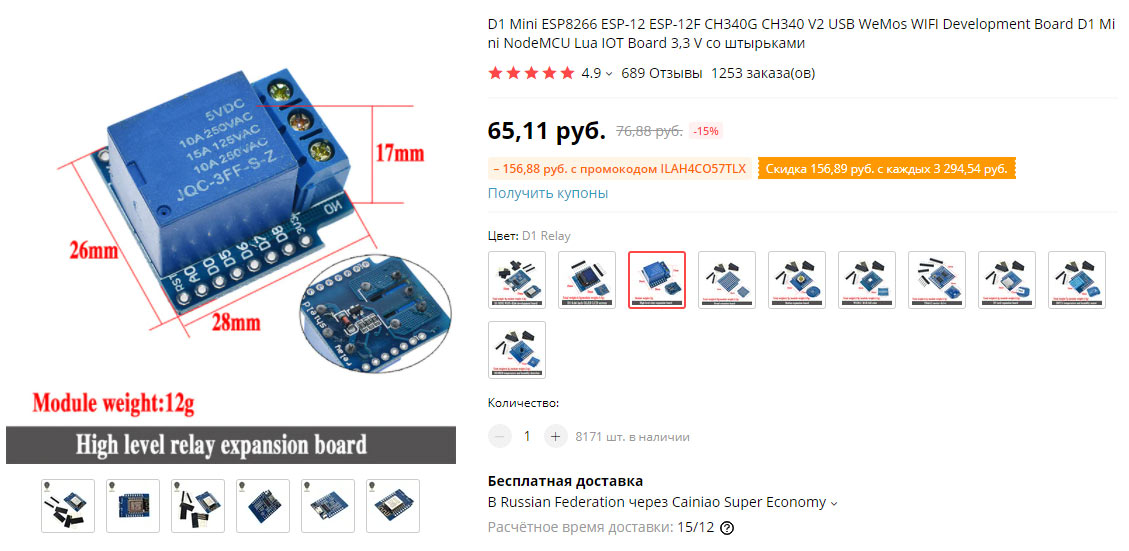 D1 Mini ESP8266 ESP-12 ESP-12F CH340G CH340 V2 USB WeMos WIFI Development Board D1 Mi
ni NodeMCU Lua IOT Board 3,3 V со штырьками
4.9
689 Отзывы
1253 заказа(ов)
65,11 руб.
76,88 руб.
-15%
– 156,88 руб. с промокодом ILAH4CO57TLX
Скидка 156,89 руб. с каждых 3 294,54 руб.
Получить купоны
Цвет: D1 Relay
Количество:
1
+
8171 шт. в наличии
Бесплатная доставка
В Russian Federation через Cainiao Super Economy
Расчётное время доставки: 15/12
5VDC
10A 250VAC
15A 125VAC
10A 250VAC
JQC-3FF-S-Z
17mm
26mm
28mm
NO
RST
A0
D0
D5
D6
D7
D8
3V3
relay
Shield
Module weight:12g
High level relay expansion board